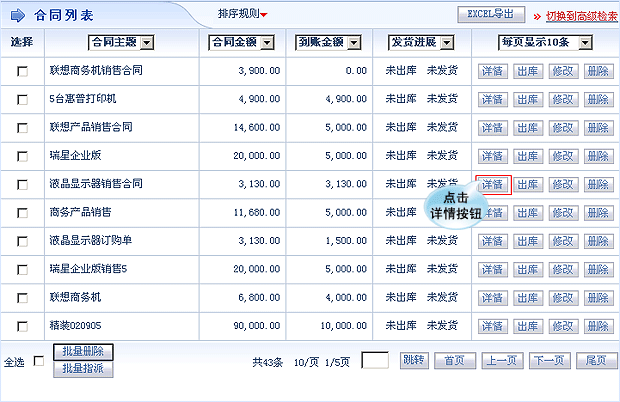 合同列表 排序规则 EXCEL导出 » 切换到高级检索
选择 合同主题 合同金额 到账金额 发货进展 每页显示10条
联想商务机销售合同 3,900.00 0.00 未出库 未发货 详情 出库 修改 删除
5台惠普打印机 4,900.00 4,900.00 未出库 未发货 详情 出库 修改 删除
联想产品销售合同 14,600.00 5,000.00 未出库 未发货 详情 出库 修改 删除
瑞星企业版 20,000.00 5,000.00 未出库 未发货 详情 出库 修改 删除
液晶显示器销售合同 3,130.00 3,130.00 未出库 未发货 详情 出库 修改 删除
点击
详情按钮
商务产品销售 11,680.00 5,000.00 未出库 未发货 详情 出库 修改 删除
液晶显示器订购单 3,130.00 1,500.00 未出库 未发货 详情 出库 修改 删除
瑞星企业版销售5 20,000.00 5,000.00 未出库 未发货 详情 出库 修改 删除
联想商务机 6,800.00 4,000.00 未出库 未发货 详情 出库 修改 删除
精装020905 90,000.00 10,000.00 未出库 未发货 详情 出库 修改 删除
全选 批量删除
批量指派
共43条 10/页 1/5页 跳转 首页 上一页 下一页 尾页